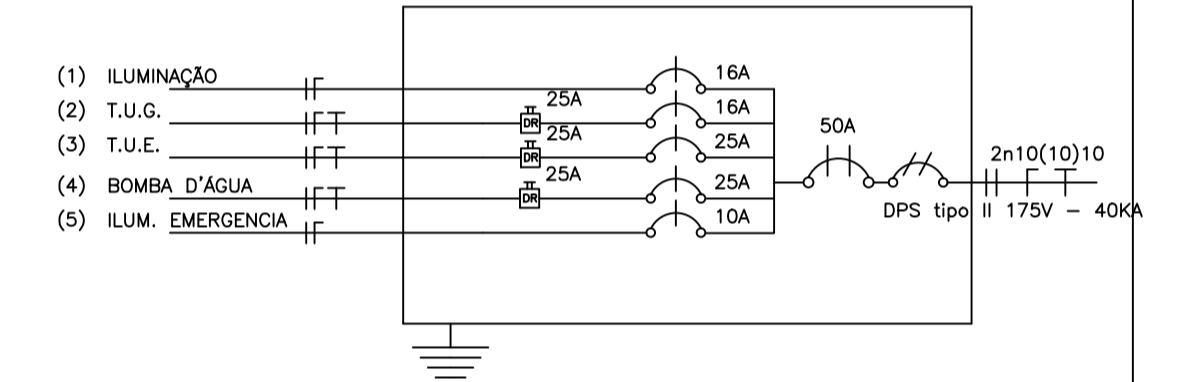 (1) ILUMINAÇÃO 16A
25A
(2) T.U.G. DR 16A
25A
(3) T.U.E. DR 25A
25A
(4) BOMBA D'ÁGUA DR 25A
(5) ILUM. EMERGENCIA 10A
50A
2n10(10)10
DPS tipo II 175V – 40KA